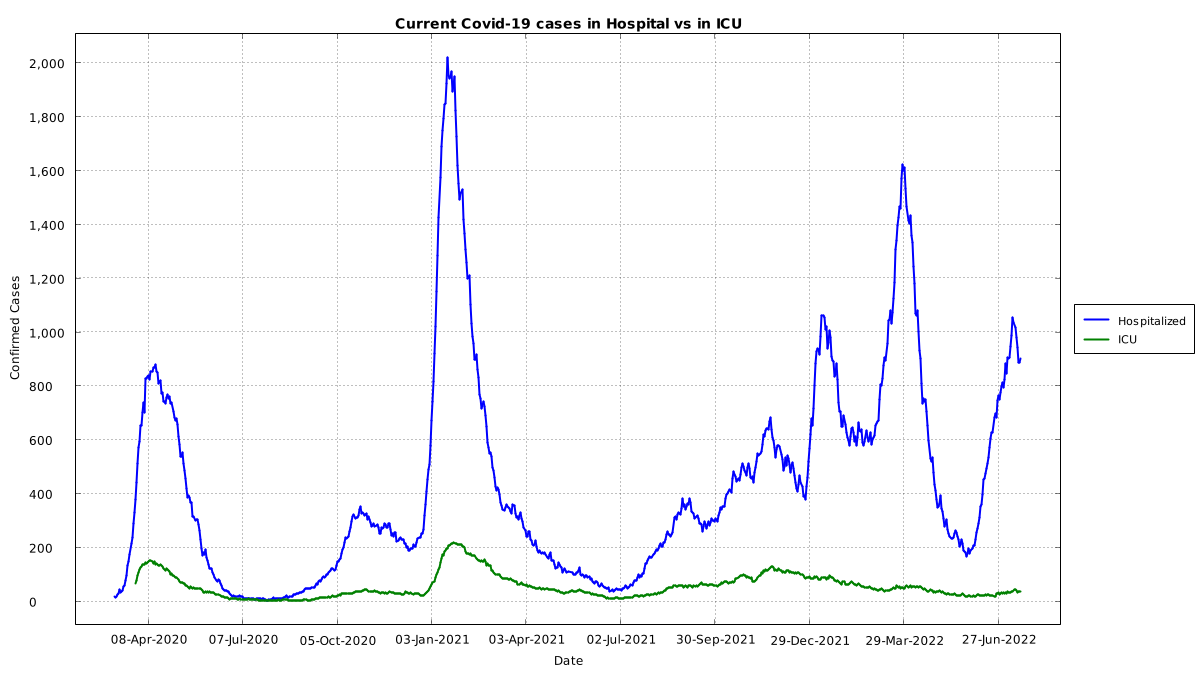 Current Covid-19 cases in Hospital vs in ICU
Confirmed Cases
2,000
1,800
1,600
1,400
1,200
1,000
800
600
400
200
0
08-Apr-2020 07-Jul-2020 05-Oct-2020 03-Jan-2021 03-Apr-2021 02-Jul-2021 30-Sep-2021 29-Dec-2021 29-Mar-2022 27-Jun-2022
Date
Hospitalized
ICU